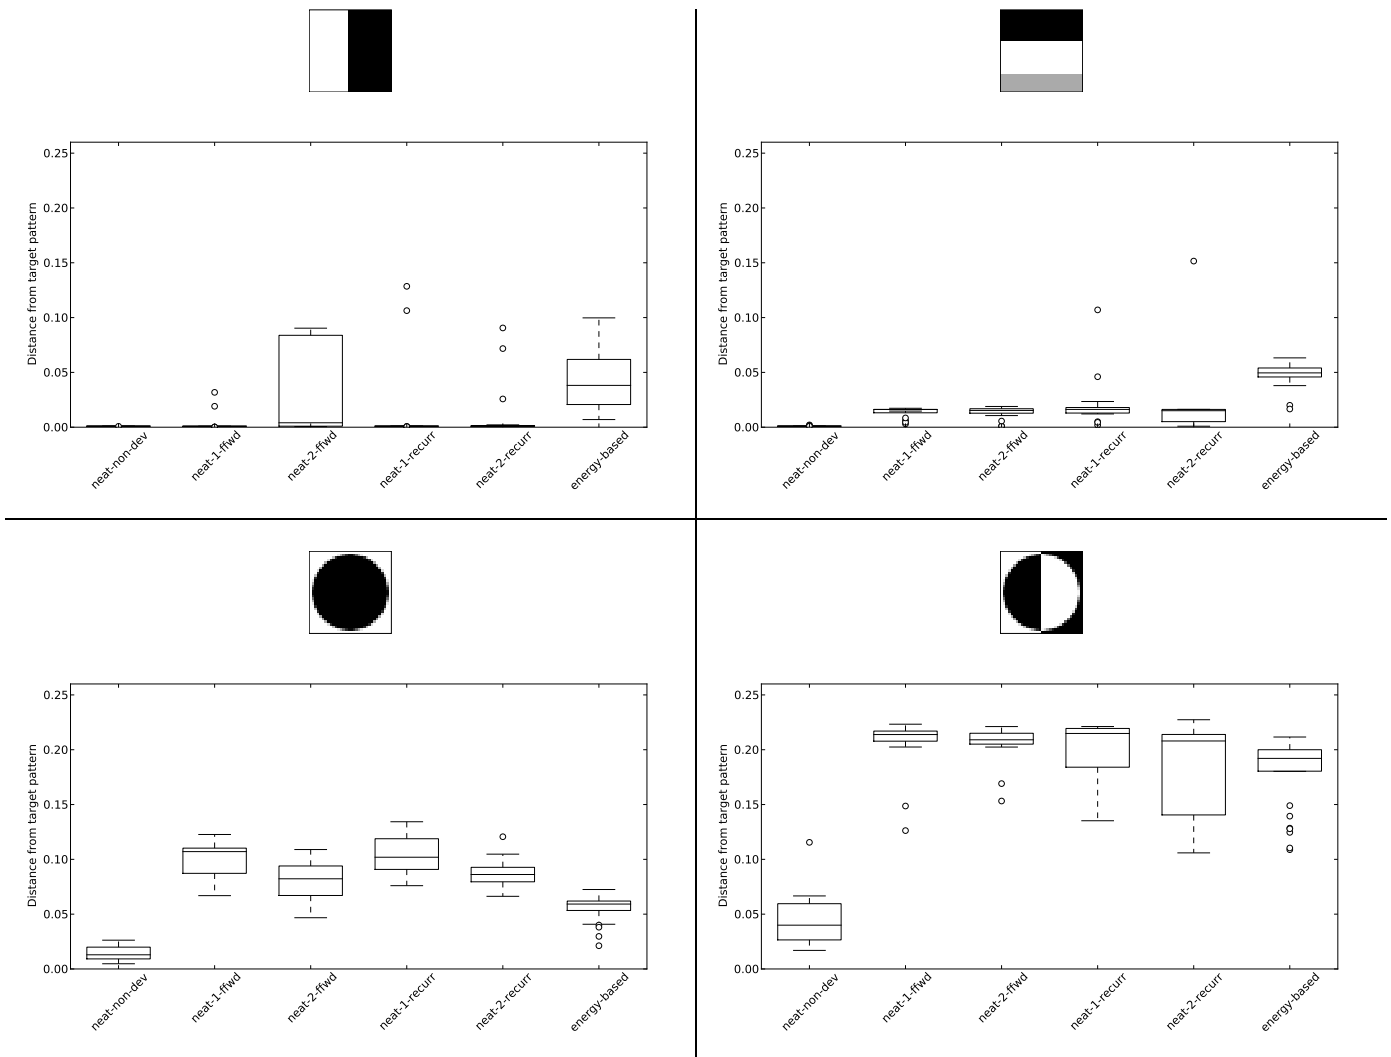 0.25
0.20
0.15
0.10
0.05
0.00
Distance from target pattern
neat-non-dev
neat-1-ffwd
neat-2-ffwd
neat-1-recurr
neat-2-recurr
energy-based
0.25
0.20
0.15
0.10
0.05
0.00
Distance from target pattern
neat-non-dev
neat-1-ffwd
neat-2-ffwd
neat-1-recurr
neat-2-recurr
energy-based
0.25
0.20
0.15
0.10
0.05
0.00
Distance from target pattern
neat-non-dev
neat-1-ffwd
neat-2-ffwd
neat-1-recurr
neat-2-recurr
energy-based
0.25
0.20
0.15
0.10
0.05
0.00
Distance from target pattern
neat-non-dev
neat-1-ffwd
neat-2-ffwd
neat-1-recurr
neat-2-recurr
energy-based